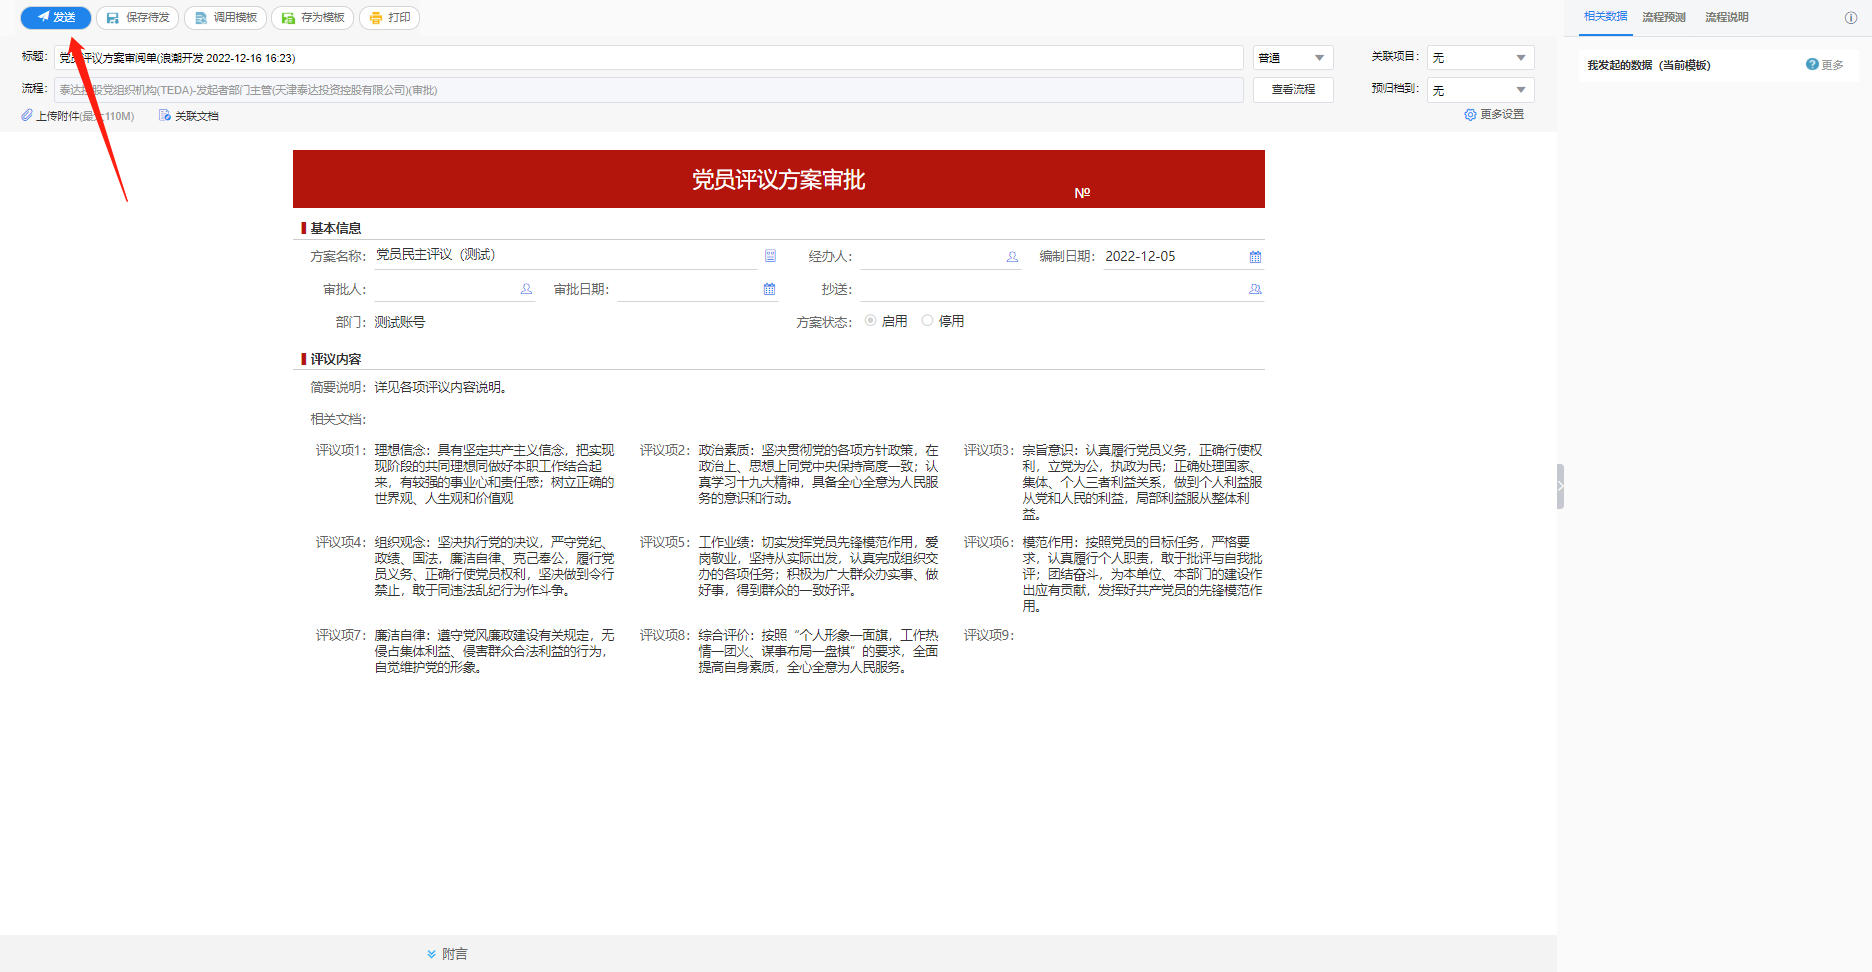 发送 保存待发 调用模板 存为模板 打印
相关数据 流程预测 流程说明
标题: 党员评议方案审阅单(浪潮开发 2022-12-16 16:23) 普通 关联项目: 无
我发起的数据（当前模板） 更多
流程: 泰达控股党组织机构(TEDA)-发起者部门主管(天津泰达投资控股有限公司)(审批) 查看流程 预归档到: 无
上传附件(最大110M) 关联文档 更多设置
党员评议方案审批
№
基本信息
方案名称: 党员民主评议（测试） 经办人: 编制日期: 2022-12-05
审批人: 审批日期: 抄送:
部门: 测试账号 方案状态: 启用 停用
评议内容
简要说明: 详见各项评议内容说明。
相关文档:
评议项1: 理想信念：具有坚定共产主义信念，把实现
现阶段的共同理想同做好本职工作结合起
来，有较强的事业心和责任感；树立正确的
世界观、人生观和价值观
评议项2: 政治素质：坚决贯彻党的各项方针政策，在
政治上、思想上同党中央保持高度一致；认
真学习十九大精神，具备全心全意为人民服
务的意识和行动。
评议项3: 宗旨意识：认真履行党员义务，正确行使权
利，立党为公，执政为民；正确处理国家、
集体、个人三者利益关系，做到个人利益服
从党和人民的利益，局部利益服从整体利
益。
评议项4: 组织观念：坚决执行党的决议，严守党纪、
政绩、国法，廉洁自律、克己奉公，履行党
员义务、正确行使党员权利，坚决做到令行
禁止，敢于同违法乱纪行为作斗争。
评议项5: 工作业绩：切实发挥党员先锋模范作用，爱
岗敬业，坚持从实际出发，认真完成组织交
办的各项任务；积极为广大群众办实事、做
好事，得到群众的一致好评。
评议项6: 模范作用：按照党员的目标任务，严格要
求，认真履行个人职责，敢于批评与自我批
评；团结奋斗，为本单位、本部门的建设作
出应有贡献，发挥好共产党员的先锋模范作
用。
评议项7: 廉洁自律：遵守党风廉政建设有关规定，无
侵占集体利益、侵害群众合法利益的行为，
自觉维护党的形象。
评议项8: 综合评价：按照“个人形象一面旗，工作热
情一团火、谋事布局一盘棋”的要求，全面
提高自身素质，全心全意为人民服务。
评议项9:
附言